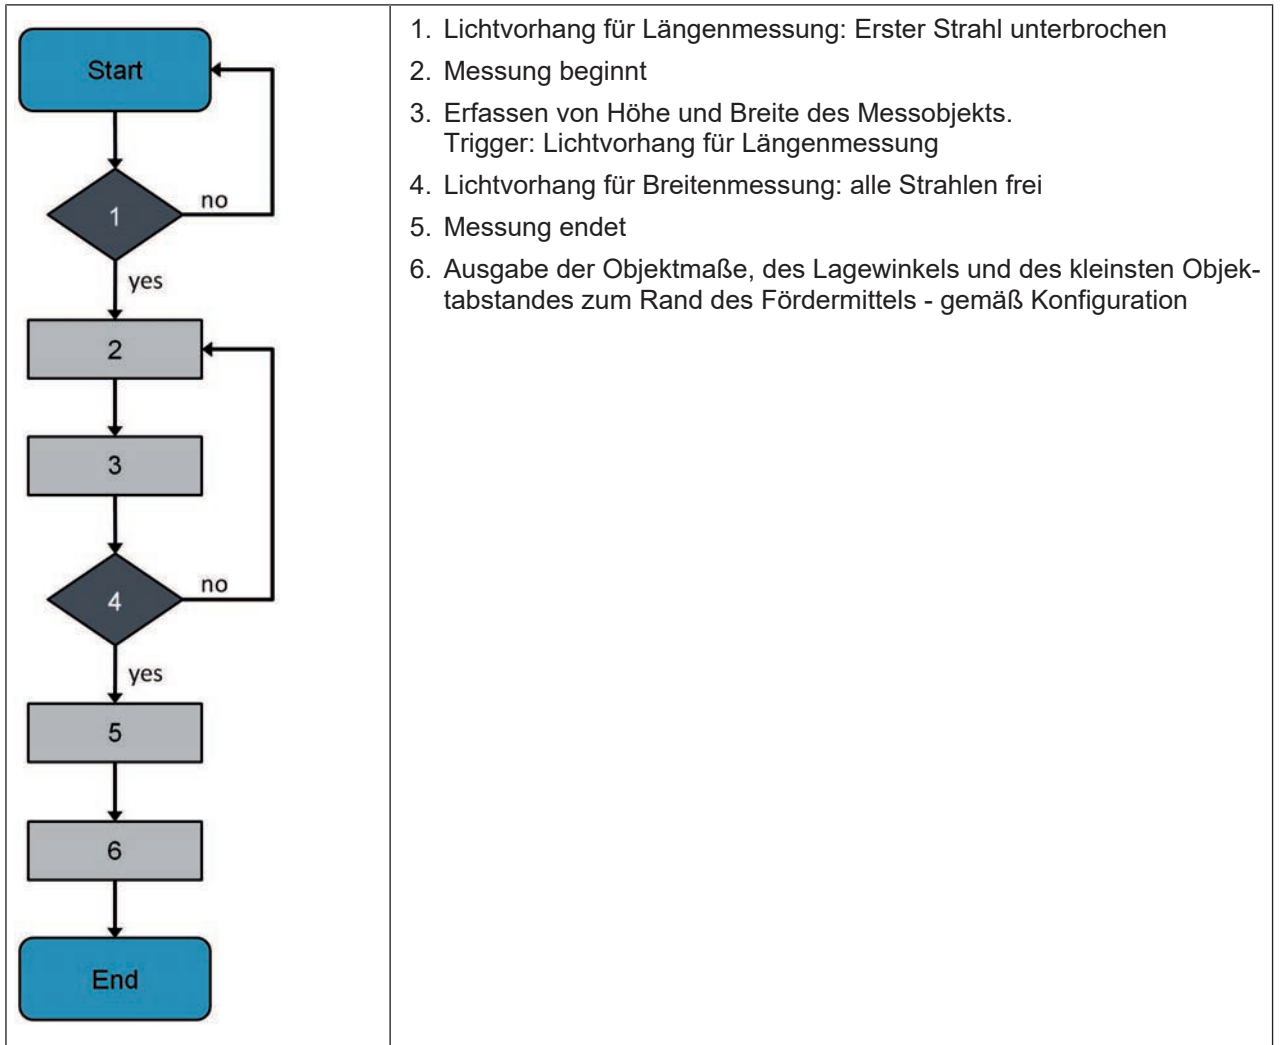 Start
1
no
yes
2
3
4
no
yes
5
6
End
1. Lichtvorhang für Längenmessung: Erster Strahl unterbrochen
2. Messung beginnt
3. Erfassen von Höhe und Breite des Messobjekts.
Trigger: Lichtvorhang für Längenmessung
4. Lichtvorhang für Breitenmessung: alle Strahlen frei
5. Messung endet
6. Ausgabe der Objektmaße, des Lagewinkels und des kleinsten Objek-
tabstandes zum Rand des Fördermittels - gemäß Konfiguration